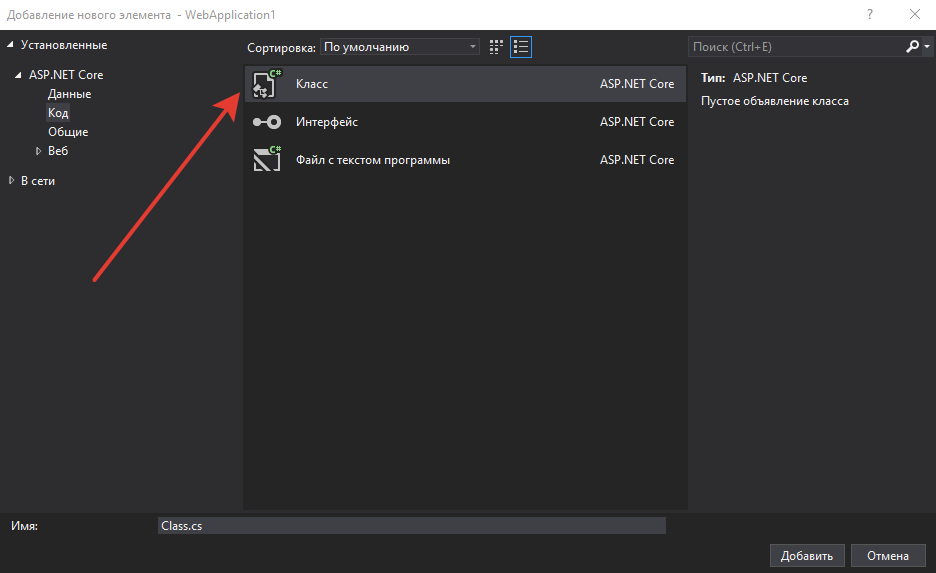 Добавление нового элемента - WebApplication1
?
Установленные
ASP.NET Core
Данные
Код
Общие
Веб
В сети
Сортировка: По умолчанию
C# Класс ASP.NET Core
Интерфейс ASP.NET Core
C# Файл с текстом программы ASP.NET Core
Поиск (Ctrl+E)
Тип: ASP.NET Core
Пустое объявление класса
Имя: Class.cs
Добавить Отмена